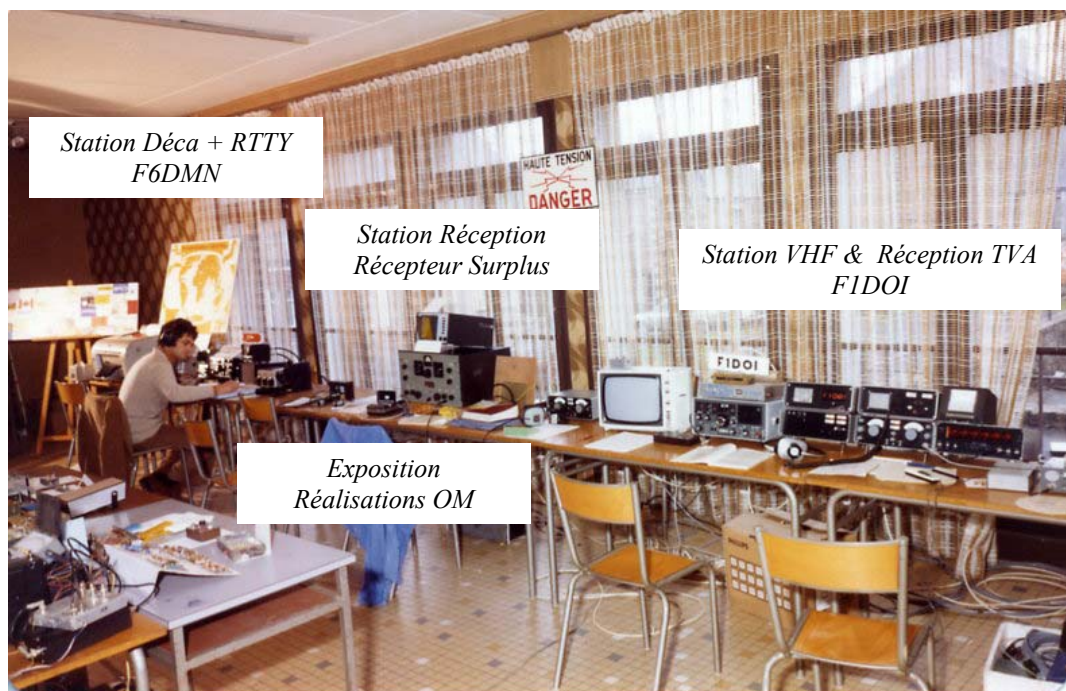 Station Déca + RTTY
F6DMN
HAUTE TENSION
DANGER
Station Réception
Récepteur Surplus
Station VHF & Réception TVA
F1DOI
F1DOI
Exposition
Réalisations OM
PHILIPS